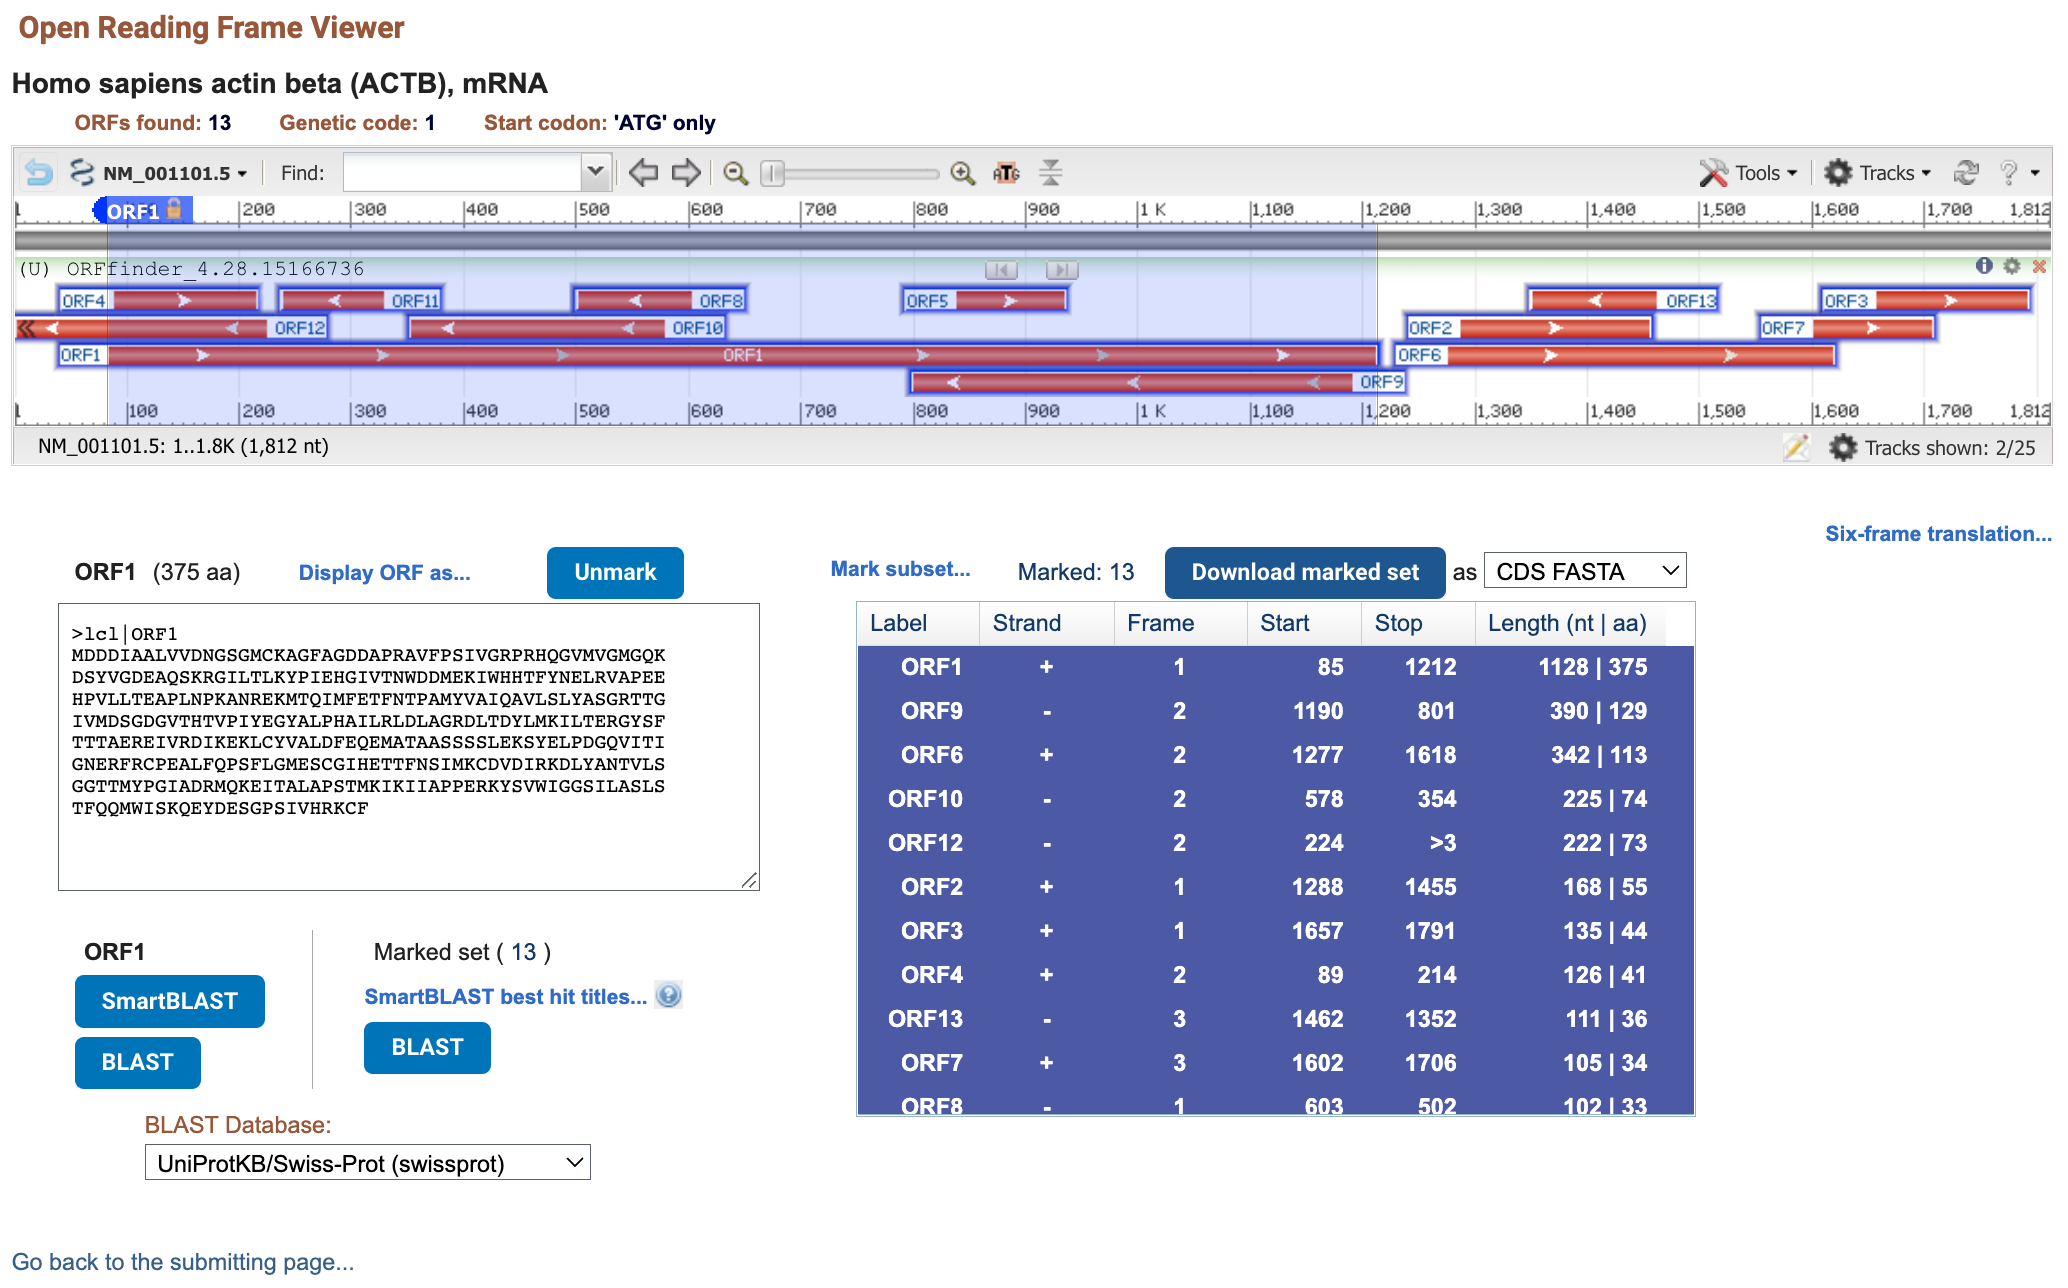 Open Reading Frame Viewer
Homo sapiens actin beta (ACTB), mRNA
ORFs found: 13 Genetic code: 1 Start codon: 'ATG' only
NM_001101.5 Find: ATG Tools Tracks ?
1 ORF1 200 300 400 500 600 700 800 900 1 K 1,100 1,200 1,300 1,400 1,500 1,600 1,700 1,812
(U) ORFfinder_4.28.15166736
ORF4 ORF11 ORF8 ORF5 ORF13 ORF3
ORF12 ORF10 ORF2 ORF7
ORF1 ORF1 ORF6
ORF9
1 100 200 300 400 500 600 700 800 900 1 K 1,100 1,200 1,300 1,400 1,500 1,600 1,700 1,812
NM_001101.5: 1..1.8K (1,812 nt) Tracks shown: 2/25
Six-frame translation...
ORF1 (375 aa) Display ORF as... Unmark
>lcl|ORF1
MDDDIAALVVDNGSGMCKAGFAGDDAPRAVFPSIVGRPRHQGVMVGMGQK
DSYVGDEAQSKRGILTLKYPIEHGIVTNWDDMEKIWHHTFYNELRVAPEE
HPVLLTEAPLNPKANREKMTQIMFETFNTPAMYVAIQAVLSLYASGRTTG
IVMDSGDGVTHTVPIYEGYALPHAILRLDLAGRDLTDYLMKILTERGYSF
TTTAEREIVRDIKEKLCYVALDFEQEMATAASSSSLEKSYELPDGQVITI
GNERFRCPEALFQPSFLGMESCGIHETTFNSIMKCDVDIRKDLYANTVLS
GGTTMYPGIADRMQKEITALAPSTMKIKIIAPPERKYSVWIGGSILASLS
TFQQMWISKQEYDESGPSIVHRKCF
Mark subset... Marked: 13 Download marked set as CDS FASTA
Label Strand Frame Start Stop Length (nt | aa)
ORF1 + 1 85 1212 1128 | 375
ORF9 - 2 1190 801 390 | 129
ORF6 + 2 1277 1618 342 | 113
ORF10 - 2 578 354 225 | 74
ORF12 - 2 224 >3 222 | 73
ORF2 + 1 1288 1455 168 | 55
ORF3 + 1 1657 1791 135 | 44
ORF4 + 2 89 214 126 | 41
ORF13 - 3 1462 1352 111 | 36
ORF7 + 3 1602 1706 105 | 34
ORF8 - 1 603 502 102 | 33
ORF1
SmartBLAST
BLAST
Marked set ( 13 )
SmartBLAST best hit titles... ?
BLAST
BLAST Database:
UniProtKB/Swiss-Prot (swissprot)
Go back to the submitting page...